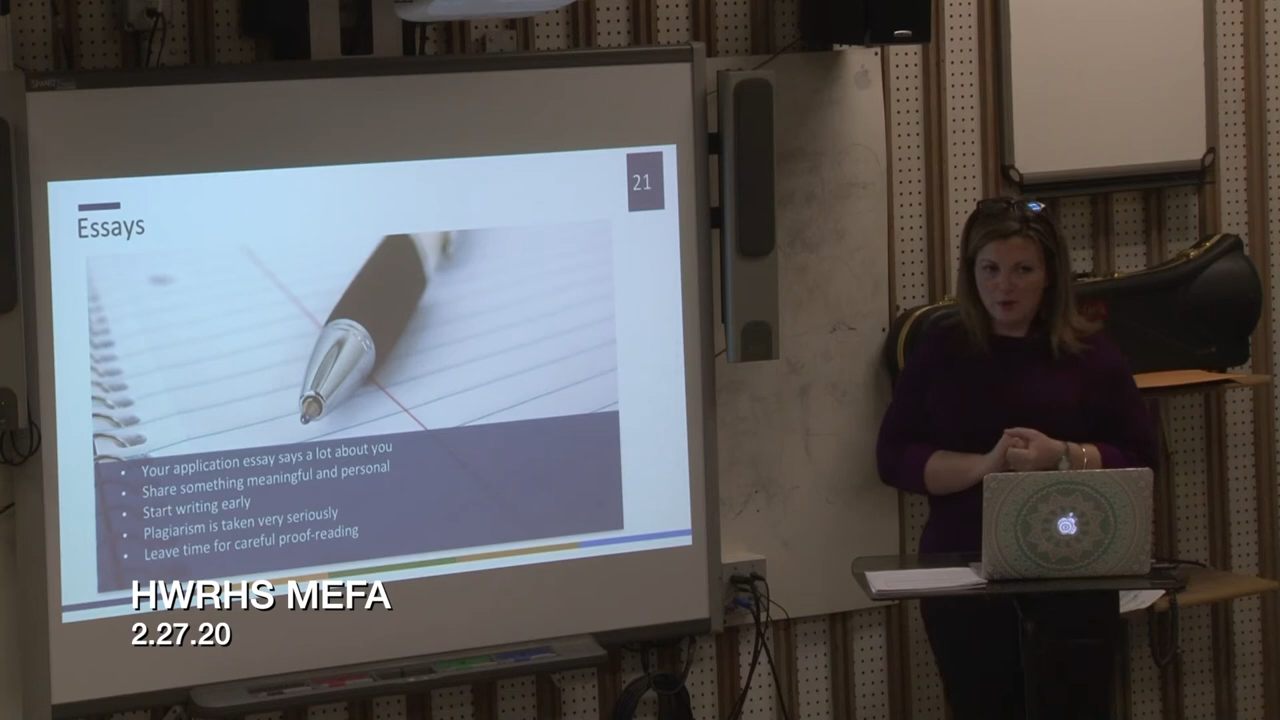 21
Essays
• Your application essay says a lot about you
• Share something meaningful and personal
• Start writing early
• Plagiarism is taken very seriously
• Leave time for careful proof-reading
HWRHS MEFA
2.27.20